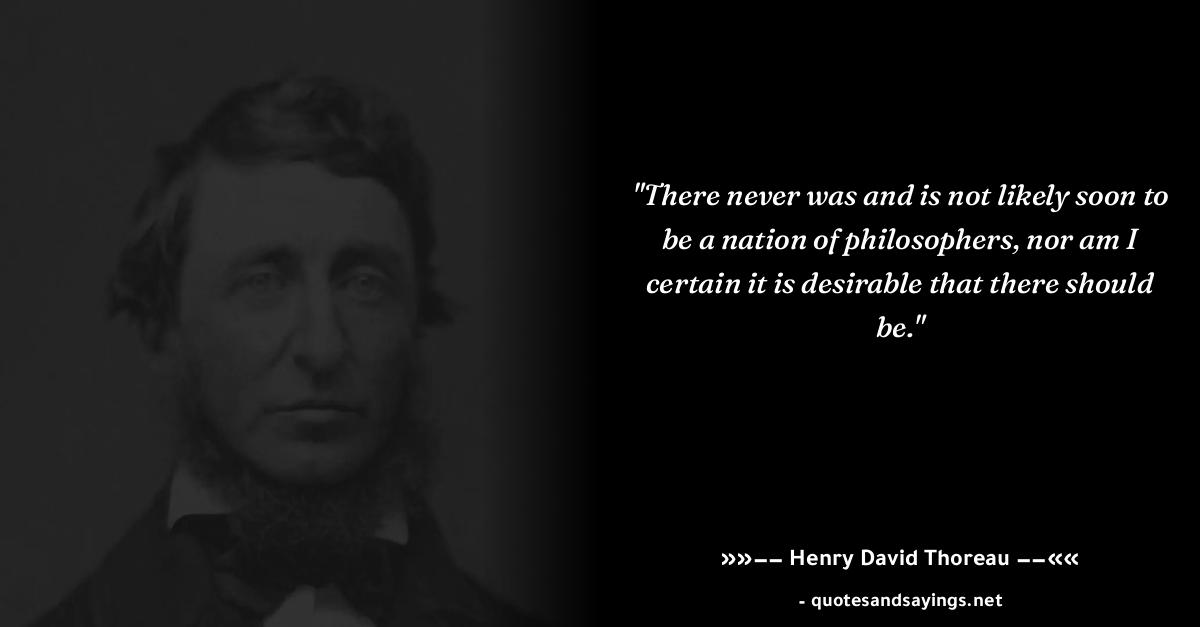 "There never was and is not likely soon to
be a nation of philosophers, nor am I
certain it is desirable that there should
be."
»»–– Henry David Thoreau ––««
- quotesandsayings.net